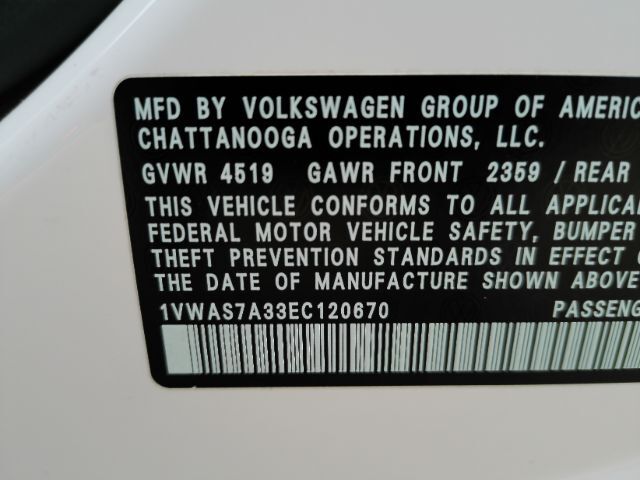 MFD BY VOLKSWAGEN GROUP OF AMERIC
CHATTANOOGA OPERATIONS, LLC.
GVWR 4519 GAWR FRONT 2359 / REAR
THIS VEHICLE CONFORMS TO ALL APPLICA
FEDERAL MOTOR VEHICLE SAFETY, BUMPER
THEFT PREVENTION STANDARDS IN EFFECT
THE DATE OF MANUFACTURE SHOWN ABOVE
1VWAS7A33EC120670 PASSENG